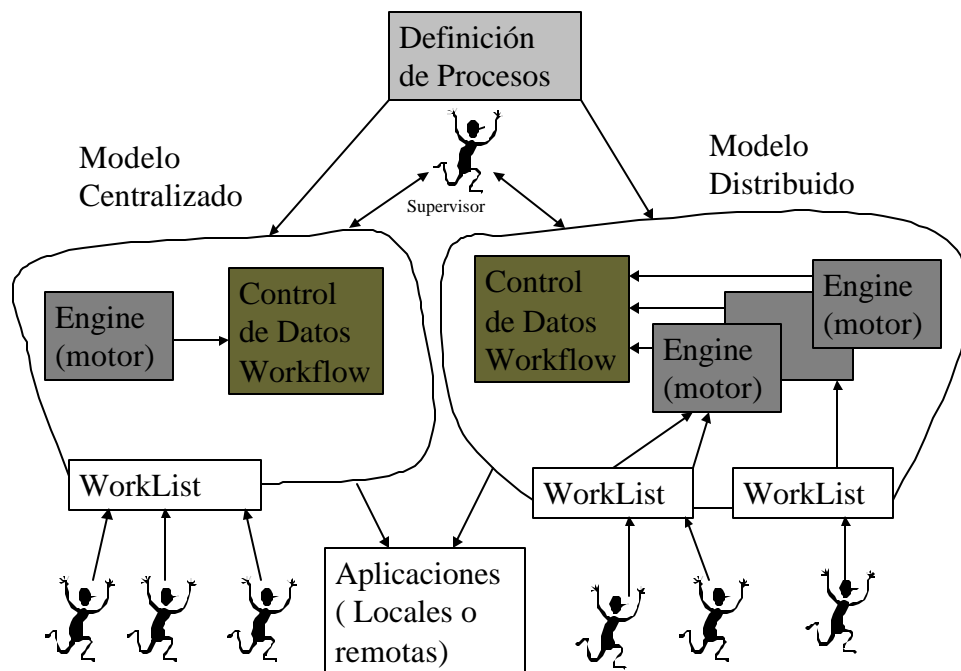 Definición
de Procesos
Modelo
Centralizado
Supervisor
Modelo
Distribuido
Engine
(motor)
Control
de Datos
Workflow
Control
de Datos
Workflow
Engine
(motor)
Engine
(motor)
WorkList
WorkList
WorkList
Aplicaciones
( Locales o
remotas)